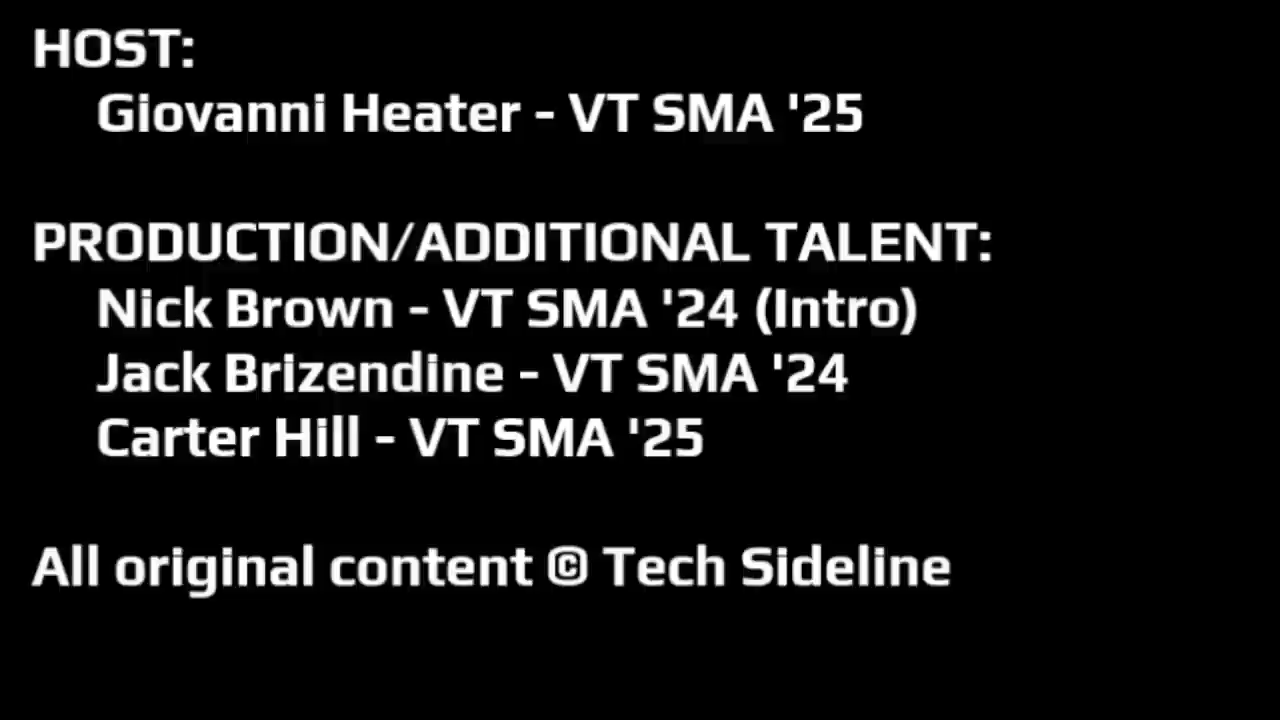 HOST:
Giovanni Heater - VT SMA '25
PRODUCTION/ADDITIONAL TALENT:
Nick Brown - VT SMA '24 (Intro)
Jack Brizendine - VT SMA '24
Carter Hill - VT SMA '25
All original content © Tech Sideline